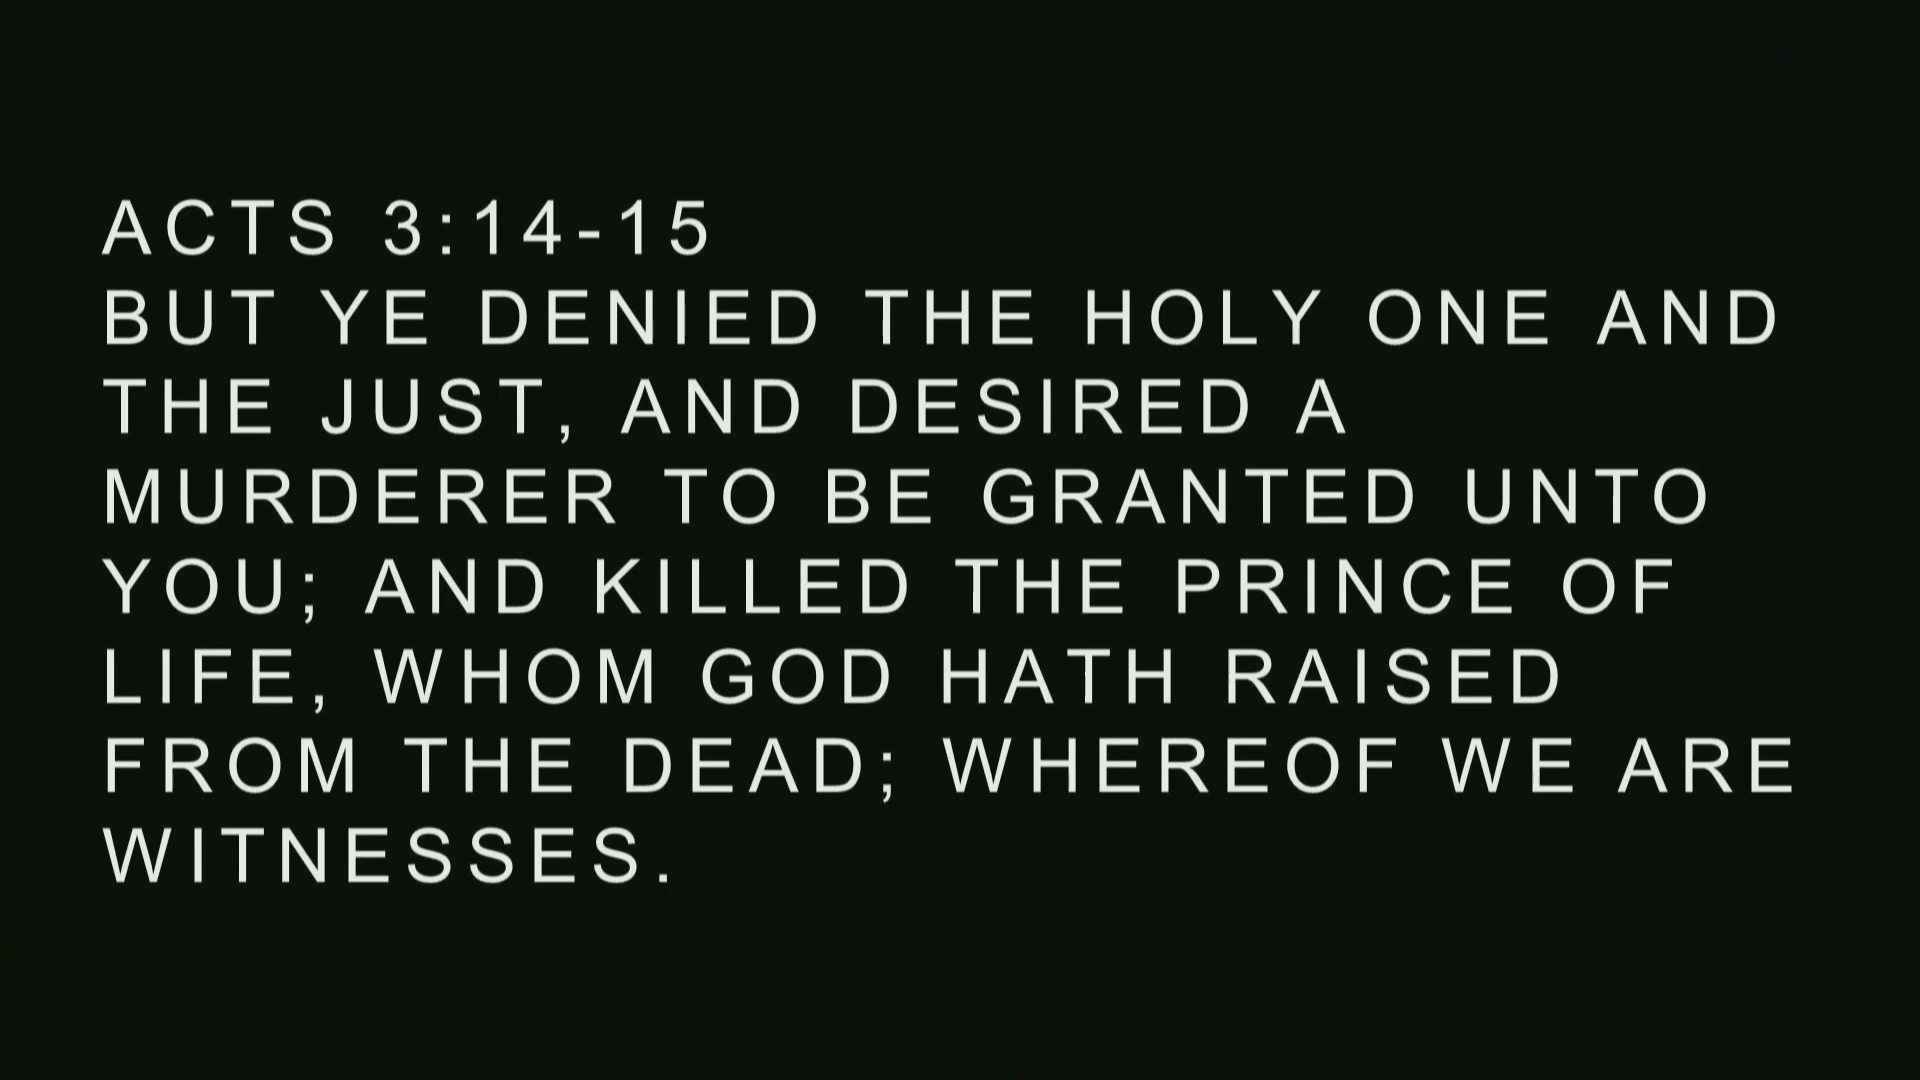 ACTS 3:14-15
BUT YE DENIED THE HOLY ONE AND
THE JUST, AND DESIRED A
MURDERER TO BE GRANTED UNTO
YOU; AND KILLED THE PRINCE OF
LIFE, WHOM GOD HATH RAISED
FROM THE DEAD; WHEREOF WE ARE
WITNESSES.